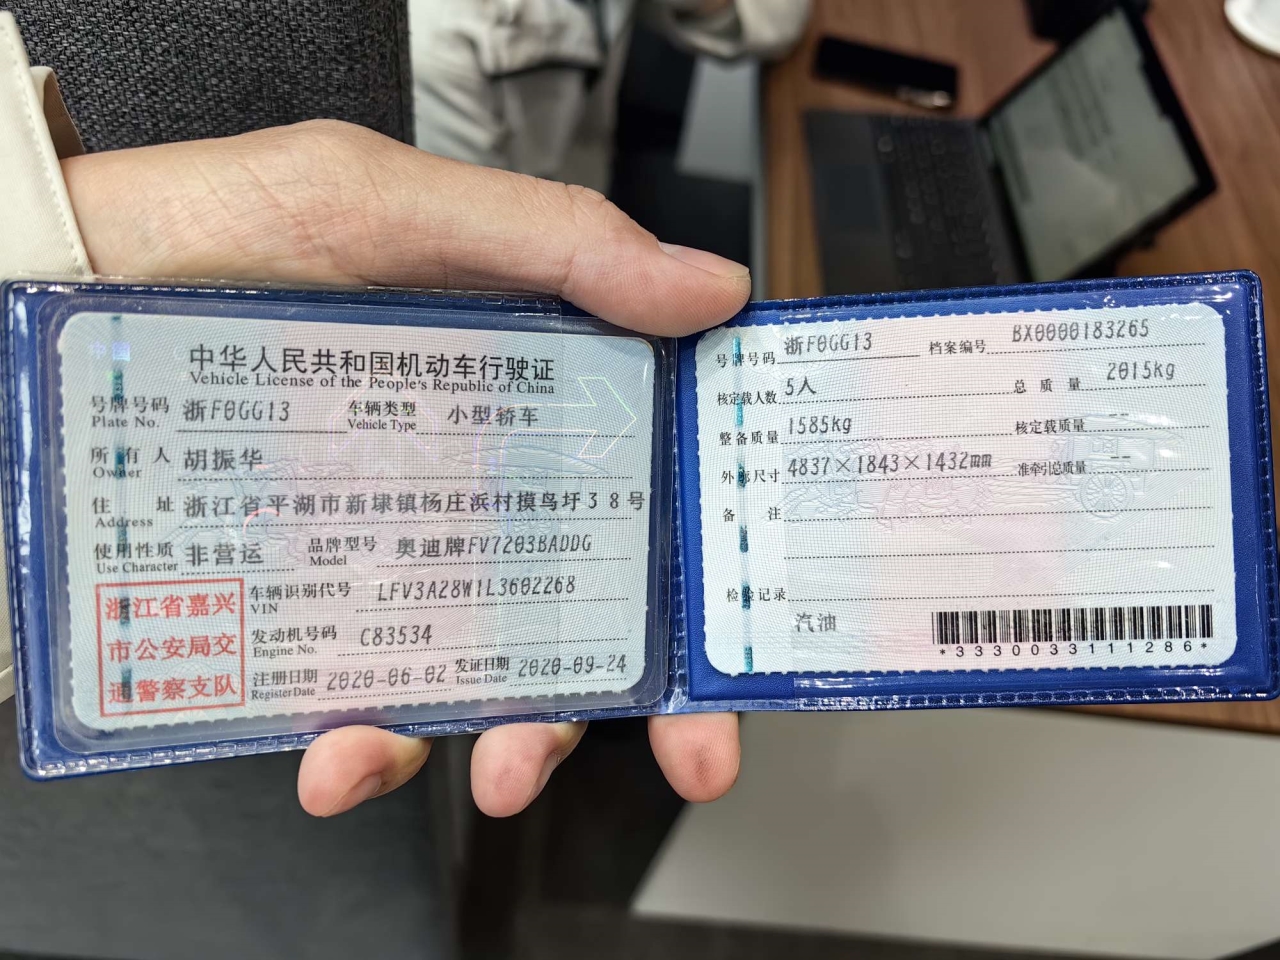 中华人民共和国机动车行驶证
Vehicle License of the People's Republic of China
号牌号码 浙F0GG13 车辆类型 小型轿车
Plate No. Vehicle Type
所有人 胡振华
Owner
住址 浙江省平湖市新埭镇杨庄浜村摸鸟圩38号
Address
使用性质 非营运 品牌型号 奥迪牌FV7203BADDG
Use Character Model
浙江省嘉兴
市公安局交
通警察支队
车辆识别代号 LFV3A28W1L3602268
VIN
发动机号码 C83534
Engine No.
注册日期 2020-06-02 发证日期 2020-09-24
Register Date Issue Date
号牌号码 浙F0GG13 档案编号 BX0000183265
核定载人数 5人 总质量 2015kg
整备质量 1585kg 核定载质量 --
外廓尺寸 4837×1843×1432mm 准牵引总质量 --
备注
检验记录
汽油
*3330033111286*